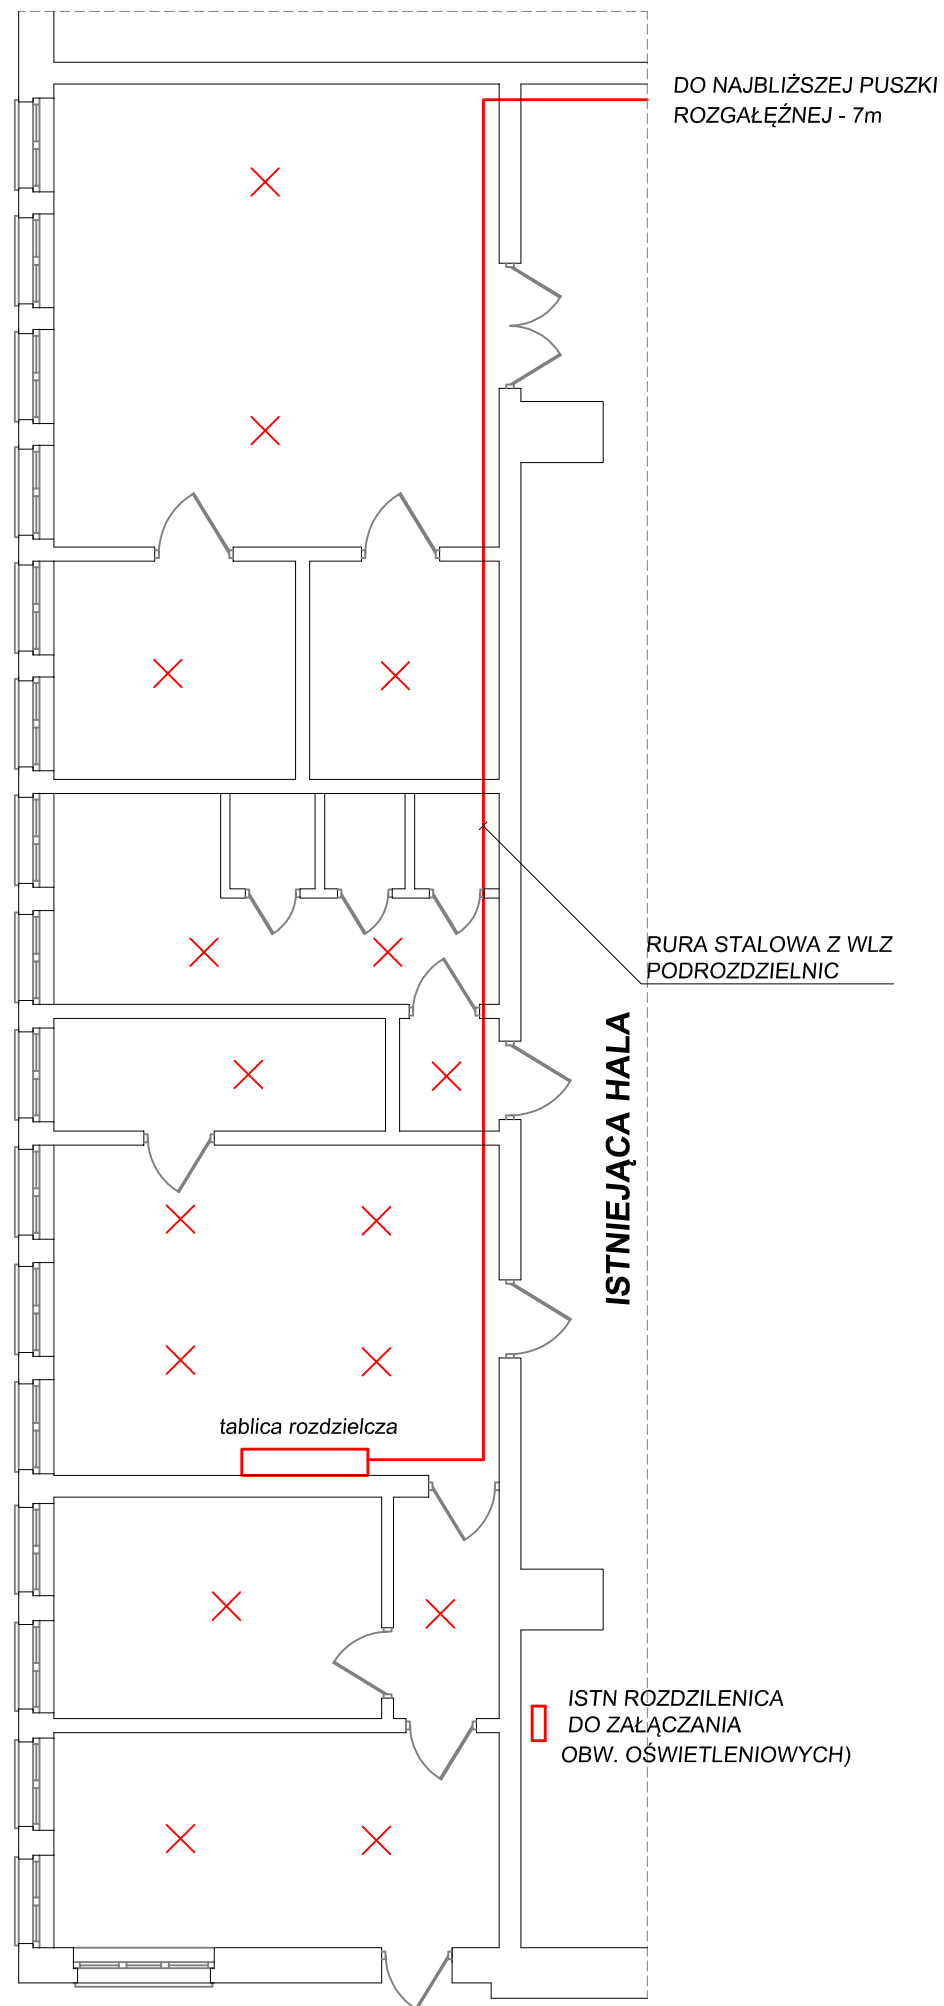 DO NAJBLIŻSZEJ PUSZKI
ROZGAŁĘŹNEJ - 7m
RURA STALOWA Z WLZ
PODROZDZIELNIC
ISTNIEJĄCA HALA
tablica rozdzielcza
ISTN ROZDZILENICA
DO ZAŁĄCZANIA
OBW. OŚWIETLENIOWYCH)